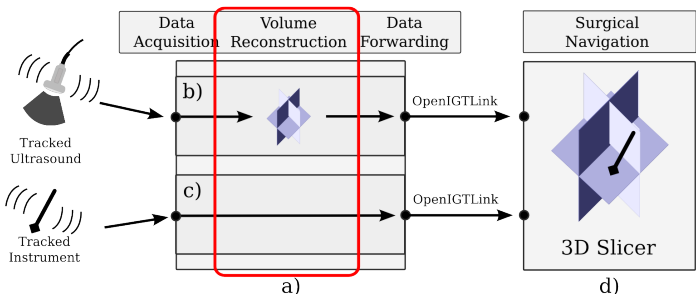 Data
Acquisition
Volume
Reconstruction
Data
Forwarding
Surgical
Navigation
b)
OpenIGTLink
Tracked
Ultrasound
c)
OpenIGTLink
Tracked
Instrument
3D Slicer
a)
d)